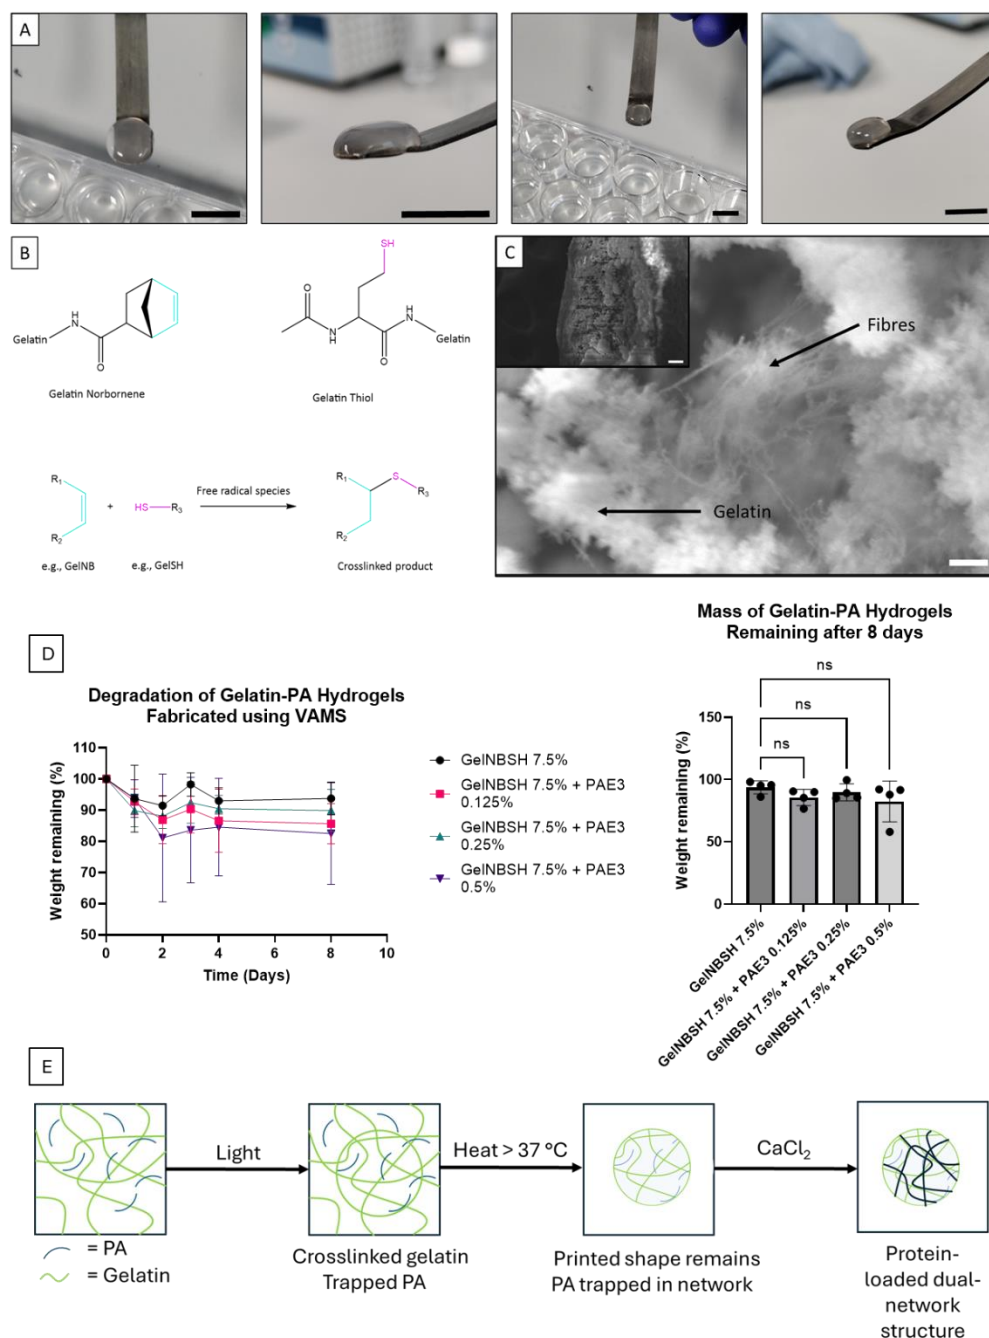 A
B
SH
O
H
N
N
H
N
H
Gelatin
O
O
Gelatin
Gelatin Norbornene
Gelatin Thiol
R1
R2
+
HS
R3
Free radical species
R1
S
R3
R2
e.g., GelNB
e.g., GelSH
Crosslinked product
C
Fibres
Gelatin
D
Degradation of Gelatin-PA Hydrogels
Fabricated using VAMS
Weight remaining (%)
110
100
90
80
70
60
50
0
2
4
6
8
10
Time (Days)
GelNBSH 7.5%
GelNBSH 7.5% + PAE3
0.125%
GelNBSH 7.5% + PAE3
0.25%
GelNBSH 7.5% + PAE3
0.5%
Mass of Gelatin-PA Hydrogels
Remaining after 8 days
ns
ns
ns
Weight remaining (%)
150
100
50
0
GelNBSH 7.5%
GelNBSH 7.5% + PAE3 0.125%
GelNBSH 7.5% + PAE3 0.25%
GelNBSH 7.5% + PAE3 0.5%
E
Light
Heat > 37 °C
CaCl2
= PA
= Gelatin
Crosslinked gelatin
Trapped PA
Printed shape remains
PA trapped in network
Protein-
loaded dual-
network
structure